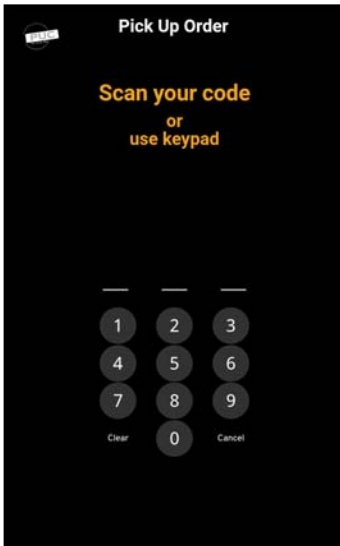 PUC
Pick Up Order
Scan your code
or
use keypad
1 2 3
4 5 6
7 8 9
Clear 0 Cancel